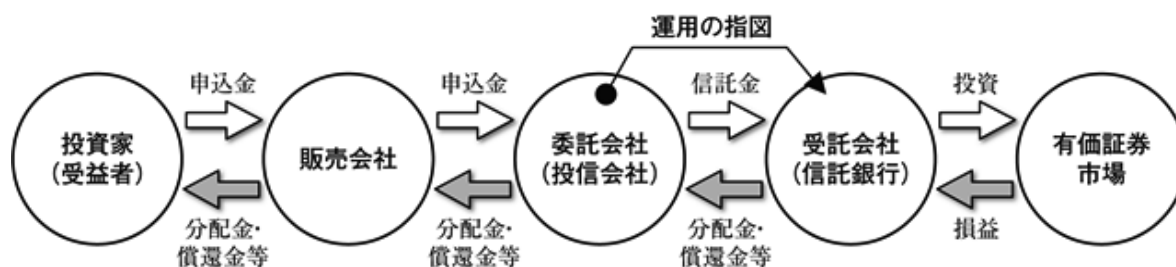 運用の指図
申込金
申込金
信託金
投資
投資家
(受益者)
販売会社
委託会社
(投信会社)
受託会社
(信託銀行)
有価証券
市場
分配金・
償還金等
分配金・
償還金等
分配金・
償還金等
損益